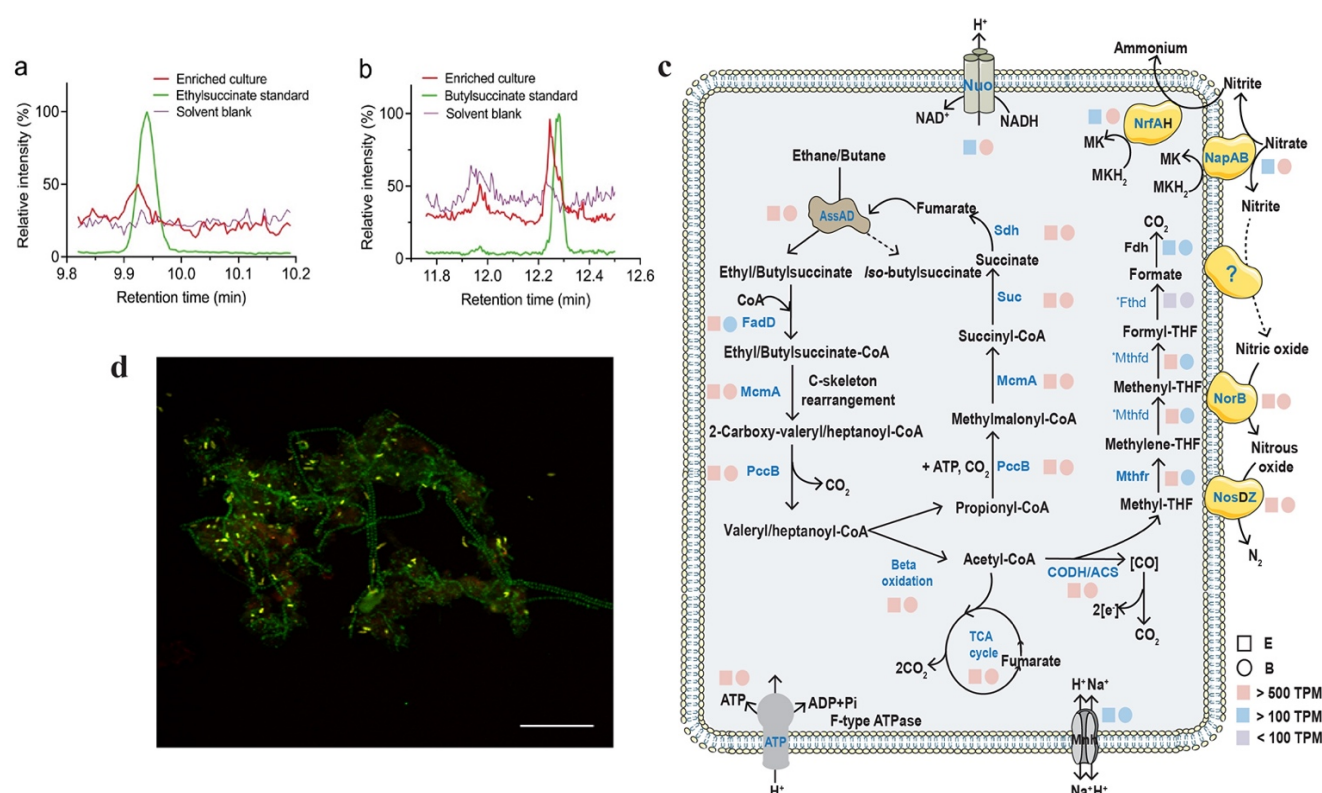 a
Enriched culture
Ethylsuccinate standard
Solvent blank
Relative intensity (%)
100
50
0
9.8
9.9
10.0
10.1
10.2
Retention time (min)
b
Enriched culture
Butylsuccinate standard
Solvent blank
Relative intensity (%)
100
50
0
11.8
12.0
12.2
12.4
12.6
Retention time (min)
c
H⁺
Nuo
NAD⁺
NADH
Ammonium
Nitrite
NrfAH
MK
MKH₂
Nitrate
NapAB
MK
MKH₂
Nitrite
?
Nitric oxide
NorB
Nitrous
oxide
NosDZ
N₂
Ethane/Butane
AssAD
Fumarate
Sdh
Succinate
Ethyl/Butylsuccinate
Iso-butylsuccinate
CoA
FadD
Suc
Ethyl/Butylsuccinate-CoA
Succinyl-CoA
McmA
C-skeleton
rearrangement
McmA
2-Carboxy-valeryl/heptanoyl-CoA
Methylmalonyl-CoA
PccB
CO₂
+ ATP, CO₂
PccB
Valeryl/heptanoyl-CoA
Propionyl-CoA
Beta
oxidation
Acetyl-CoA
CODH/ACS
[CO]
2[e⁻]
CO₂
CO₂
Fdh
Formate
*Fthd
Formyl-THF
*Mthfd
Methenyl-THF
*Mthfd
Methylene-THF
Mthfr
Methyl-THF
TCA
cycle
Fumarate
2CO₂
ATP
ADP+Pi
F-type ATPase
ATP
H⁺
H⁺Na⁺
Mnh
Na⁺H⁺
E
B
> 500 TPM
> 100 TPM
< 100 TPM
d